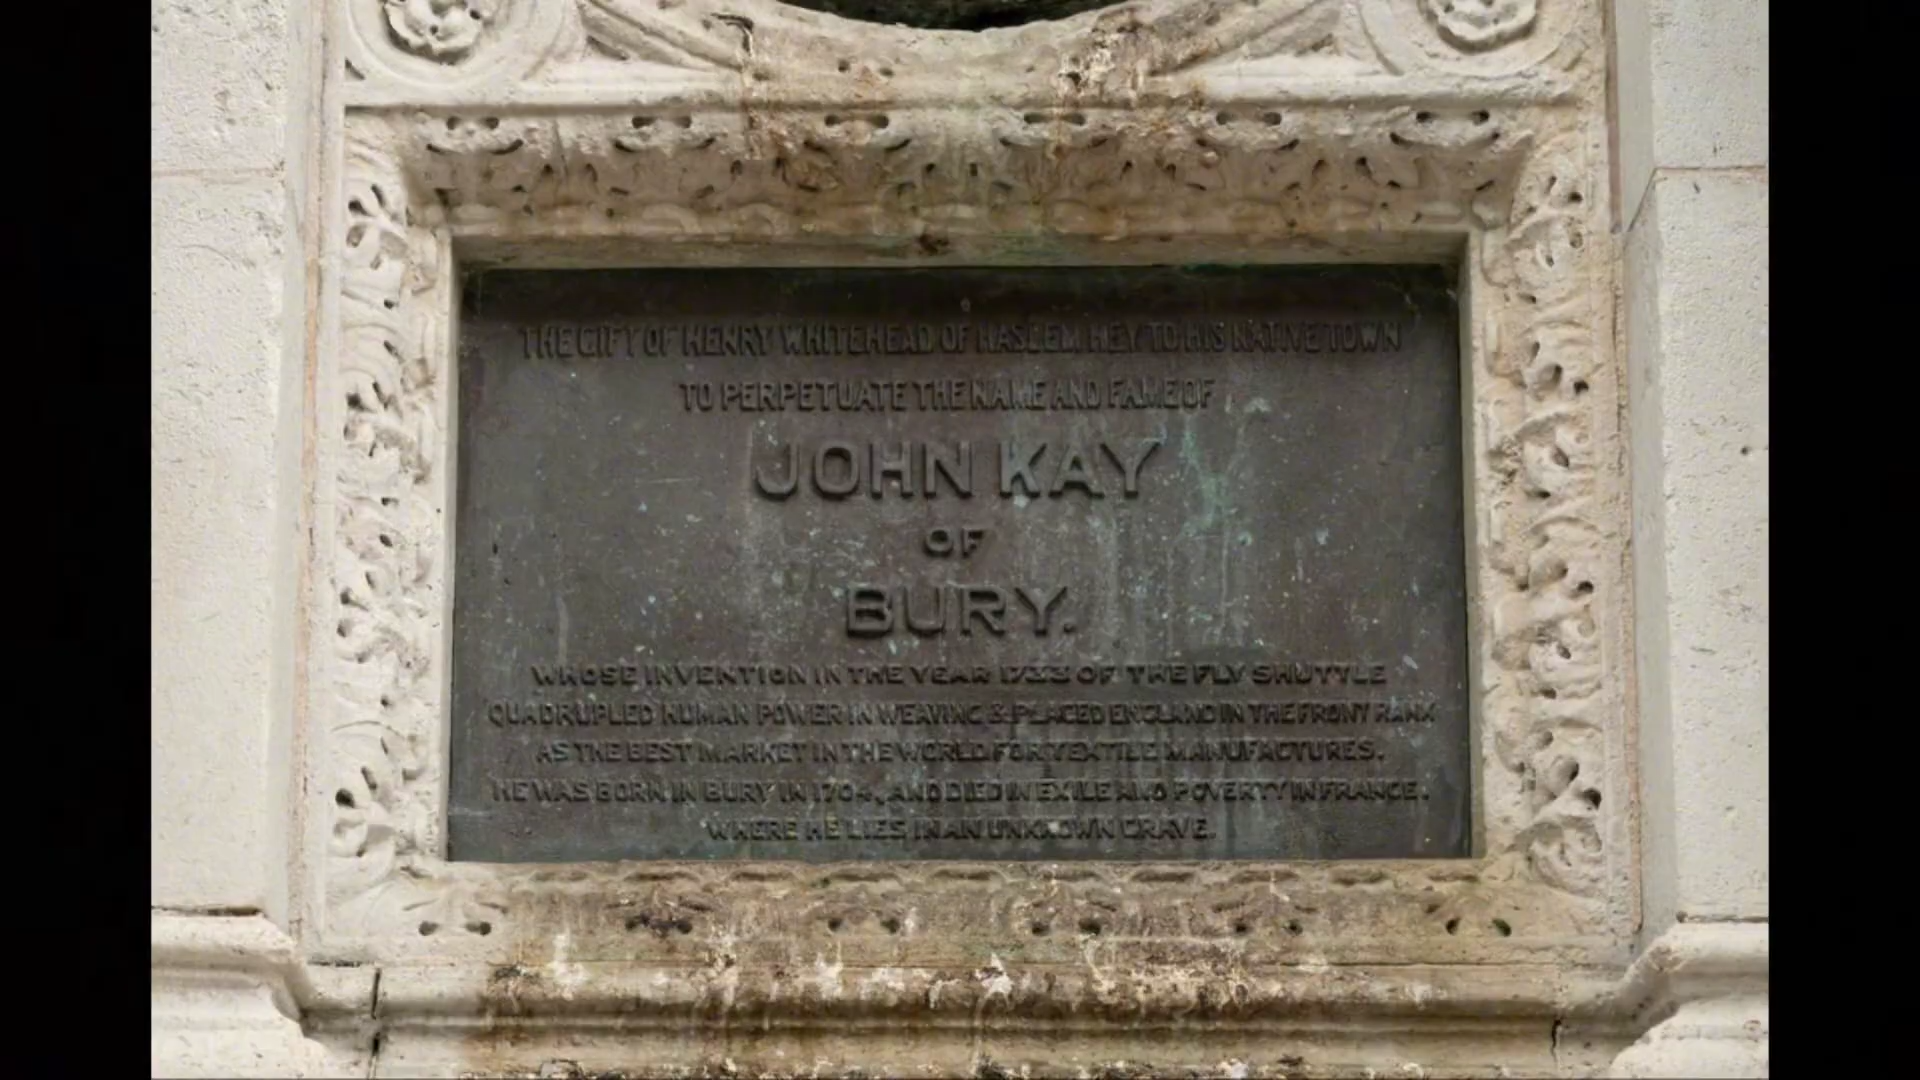 THE GIFT OF HENRY WHITEHEAD OF HASLEM HEY TO HIS NATIVE TOWN
TO PERPETUATE THE NAME AND FAME OF
JOHN KAY
OF
BURY.
WHOSE INVENTION IN THE YEAR 1733 OF THE FLY SHUTTLE
QUADRUPLED HUMAN POWER IN WEAVING & PLACED ENGLAND IN THE FRONT RANK
AS THE BEST MARKET IN THE WORLD FOR TEXTILE MANUFACTURES.
HE WAS BORN IN BURY IN 1704, AND DIED IN EXILE AND POVERTY IN FRANCE.
WHERE HE LIES IN AN UNKNOWN GRAVE.